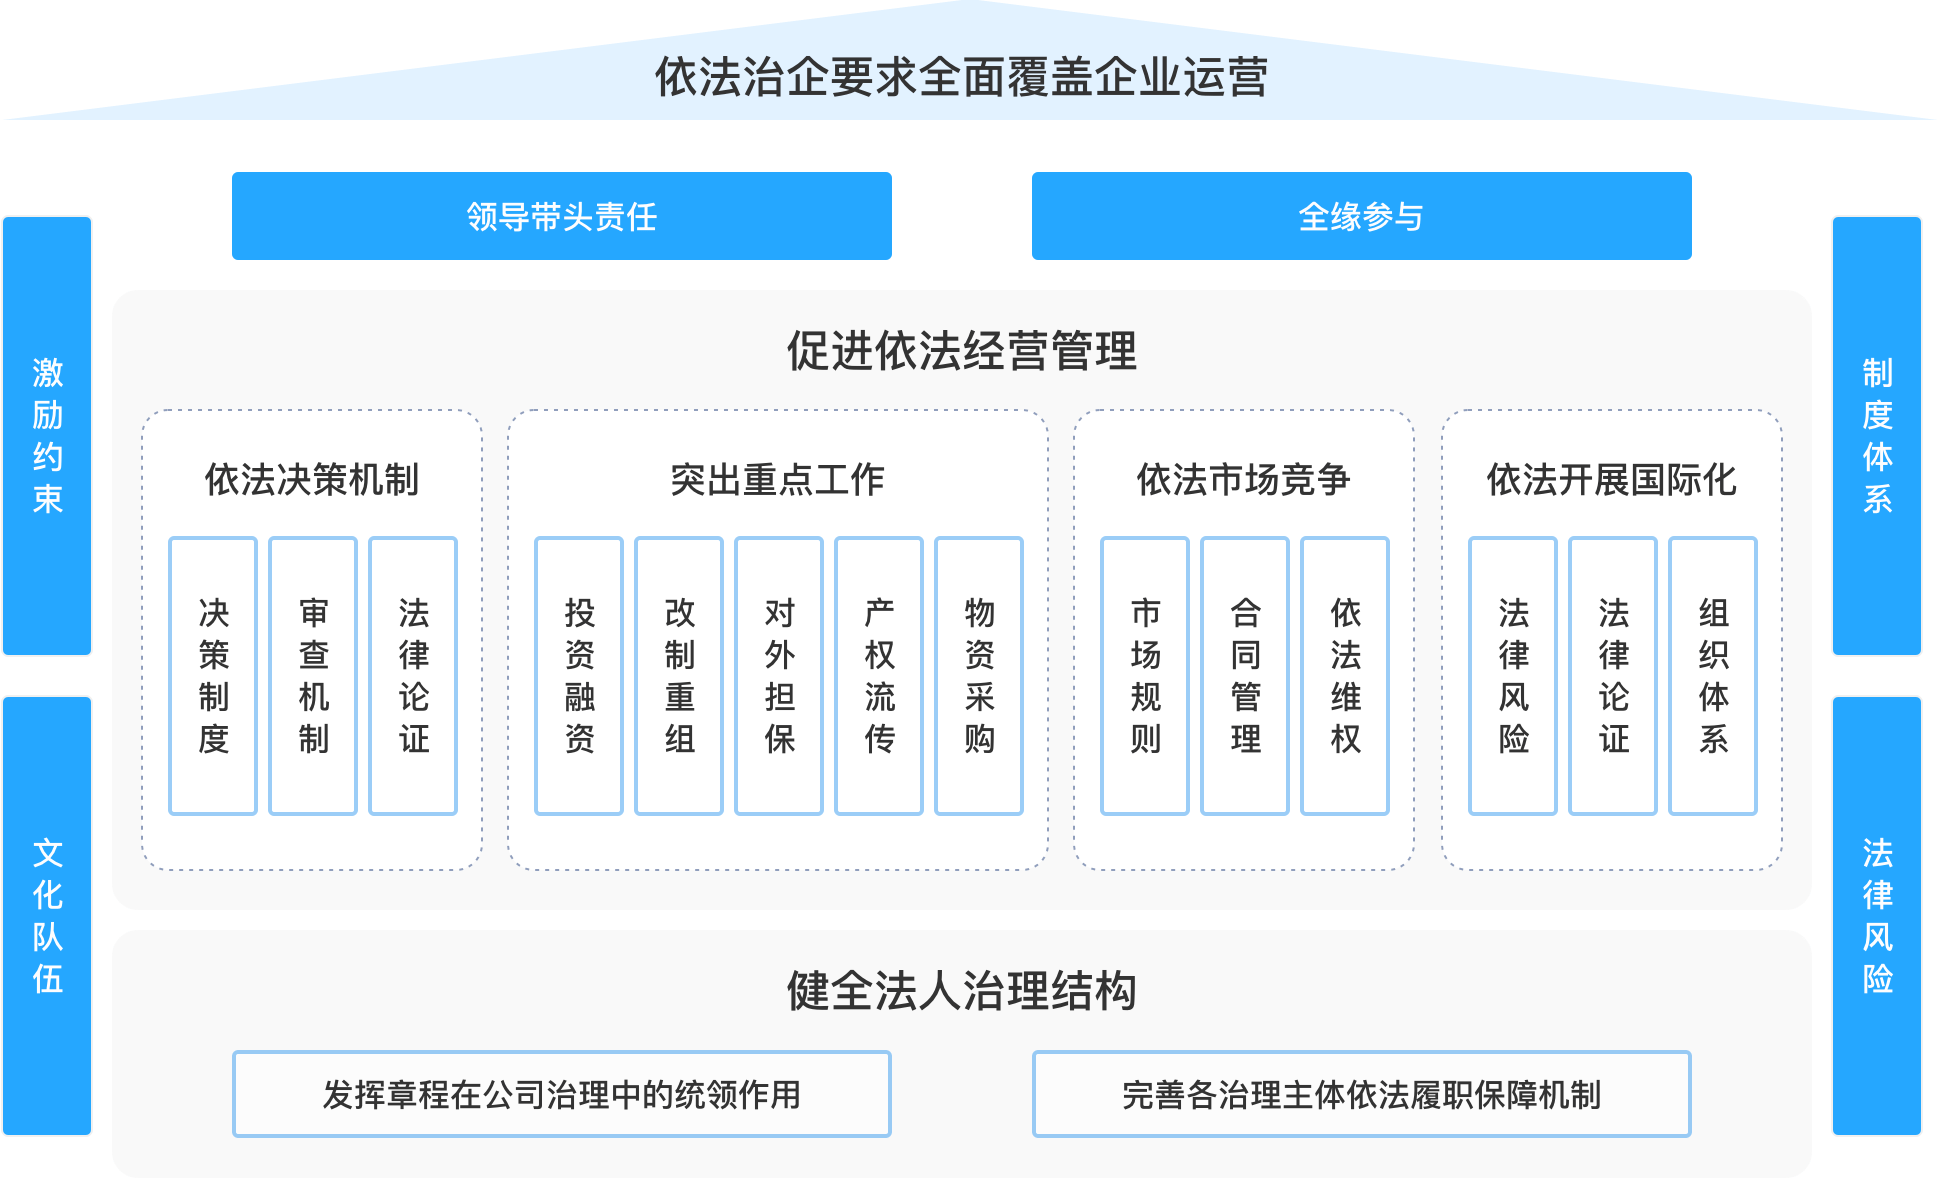 依法治企要求全面覆盖企业运营
领导带头责任
全缘参与
激励约束
文化队伍
促进依法经营管理
依法决策机制
决策制度
审查机制
法律论证
突出重点工作
投资融资
改制重组
对外担保
产权流传
物资采购
依法市场竞争
市场规则
合同管理
依法维权
依法开展国际化
法律风险
法律论证
组织体系
健全法人治理结构
发挥章程在公司治理中的统领作用
完善各治理主体依法履职保障机制
制度体系
法律风险